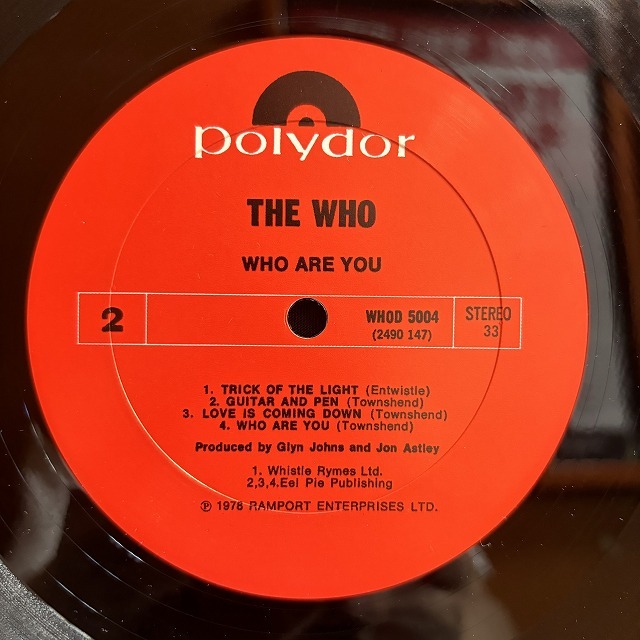 polydor
THE WHO
WHO ARE YOU
2
WHOD 5004
(2490 147)
STEREO
33
1. TRICK OF THE LIGHT (Entwistle)
2. GUITAR AND PEN (Townshend)
3. LOVE IS COMING DOWN (Townshend)
4. WHO ARE YOU (Townshend)
Produced by Glyn Johns and Jon Astley
1. Whistle Rymes Ltd.
2,3,4.Eel Pie Publishing
Ⓟ 1978 RAMPORT ENTERPRISES LTD.